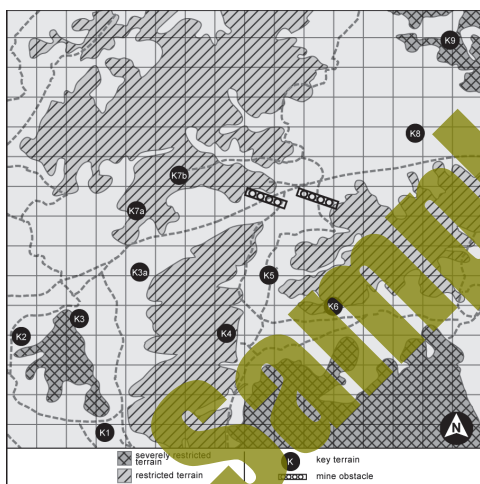 K9
K8
K7b
K7a
K3a
K5
K6
K3
K2
K4
K1
N
Sample
severely restricted
terrain
K
key terrain
restricted terrain
mine obstacle